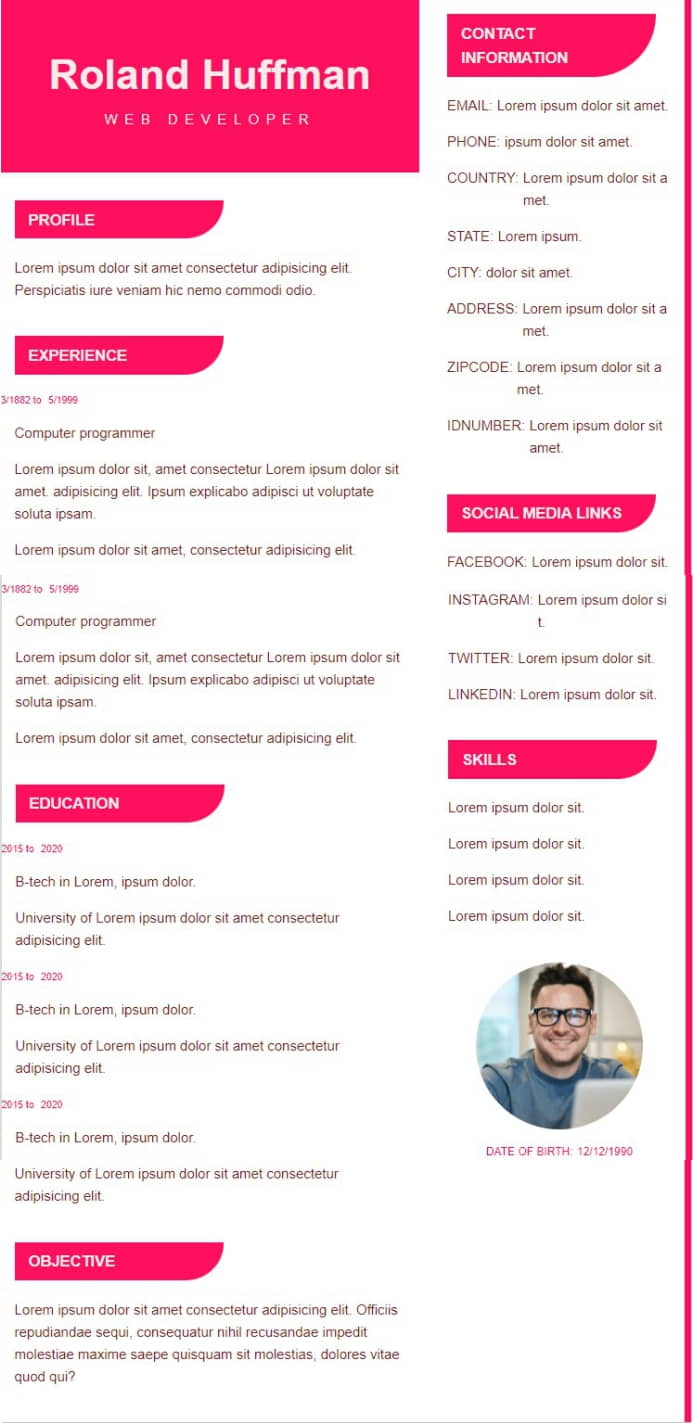 Roland Huffman
WEB DEVELOPER
PROFILE
Lorem ipsum dolor sit amet consectetur adipisicing elit.
Perspiciatis iure veniam hic nemo commodi odio.
EXPERIENCE
3/1882 to 5/1999
Computer programmer
Lorem ipsum dolor sit, amet consectetur Lorem ipsum dolor sit
amet. adipisicing elit. Ipsum explicabo adipisci ut voluptate
soluta ipsam.
Lorem ipsum dolor sit amet, consectetur adipisicing elit.
3/1882 to 5/1999
Computer programmer
Lorem ipsum dolor sit, amet consectetur Lorem ipsum dolor sit
amet. adipisicing elit. Ipsum explicabo adipisci ut voluptate
soluta ipsam.
Lorem ipsum dolor sit amet, consectetur adipisicing elit.
EDUCATION
2015 to 2020
B-tech in Lorem, ipsum dolor.
University of Lorem ipsum dolor sit amet consectetur
adipisicing elit.
2015 to 2020
B-tech in Lorem, ipsum dolor.
University of Lorem ipsum dolor sit amet consectetur
adipisicing elit.
2015 to 2020
B-tech in Lorem, ipsum dolor.
University of Lorem ipsum dolor sit amet consectetur
adipisicing elit.
OBJECTIVE
Lorem ipsum dolor sit amet consectetur adipisicing elit. Officiis
repudiandae sequi, consequatur nihil recusandae impedit
molestiae maxime saepe quisquam sit molestias, dolores vitae
quod qui?
CONTACT
INFORMATION
EMAIL: Lorem ipsum dolor sit amet.
PHONE: ipsum dolor sit amet.
COUNTRY: Lorem ipsum dolor sit a
met.
STATE: Lorem ipsum.
CITY: dolor sit amet.
ADDRESS: Lorem ipsum dolor sit a
met.
ZIPCODE: Lorem ipsum dolor sit a
met.
IDNUMBER: Lorem ipsum dolor sit
amet.
SOCIAL MEDIA LINKS
FACEBOOK: Lorem ipsum dolor sit.
INSTAGRAM: Lorem ipsum dolor si
t.
TWITTER: Lorem ipsum dolor sit.
LINKEDIN: Lorem ipsum dolor sit.
SKILLS
Lorem ipsum dolor sit.
Lorem ipsum dolor sit.
Lorem ipsum dolor sit.
Lorem ipsum dolor sit.
DATE OF BIRTH: 12/12/1990